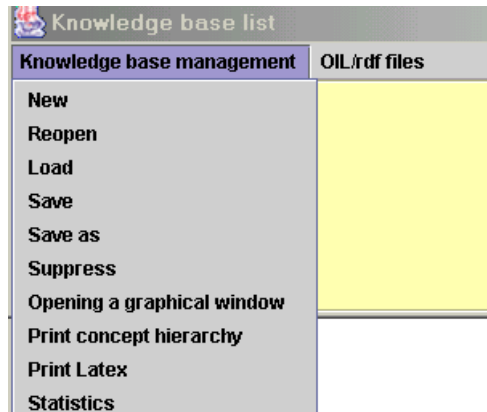 Knowledge base list
Knowledge base management OIL/rdf files
New
Reopen
Load
Save
Save as
Suppress
Opening a graphical window
Print concept hierarchy
Print Latex
Statistics